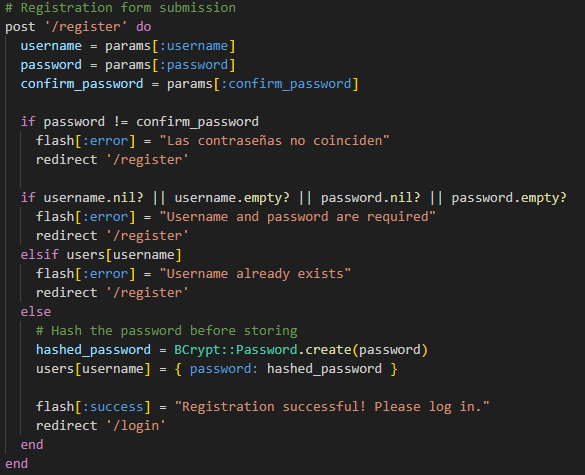 # Registration form submission
post '/register' do
  username = params[:username]
  password = params[:password]
  confirm_password = params[:confirm_password]

  if password != confirm_password
    flash[:error] = "Las contraseñas no coinciden"
    redirect '/register'

  if username.nil? || username.empty? || password.nil? || password.empty?
    flash[:error] = "Username and password are required"
    redirect '/register'
  elsif users[username]
    flash[:error] = "Username already exists"
    redirect '/register'
  else
    # Hash the password before storing
    hashed_password = BCrypt::Password.create(password)
    users[username] = { password: hashed_password }

    flash[:success] = "Registration successful! Please log in."
    redirect '/login'
  end
end